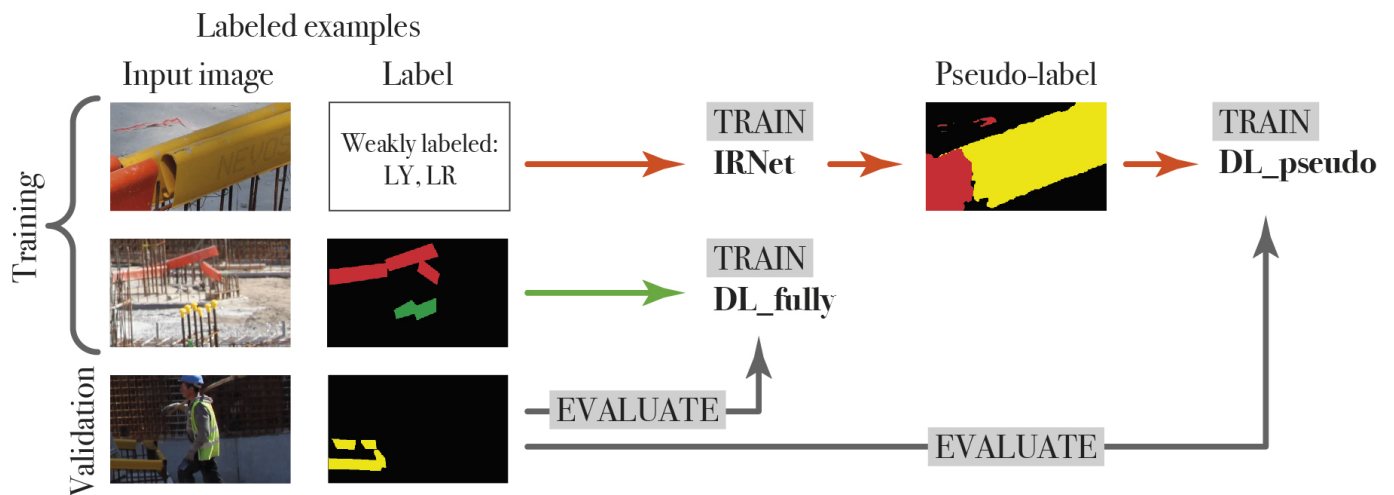 Labeled examples
Input image
Label
Pseudo-label
Training
Weakly labeled:
LY, LR
TRAIN
IRNet
TRAIN
DL_pseudo
NEVOS
TRAIN
DL_fully
Validation
EVALUATE
EVALUATE